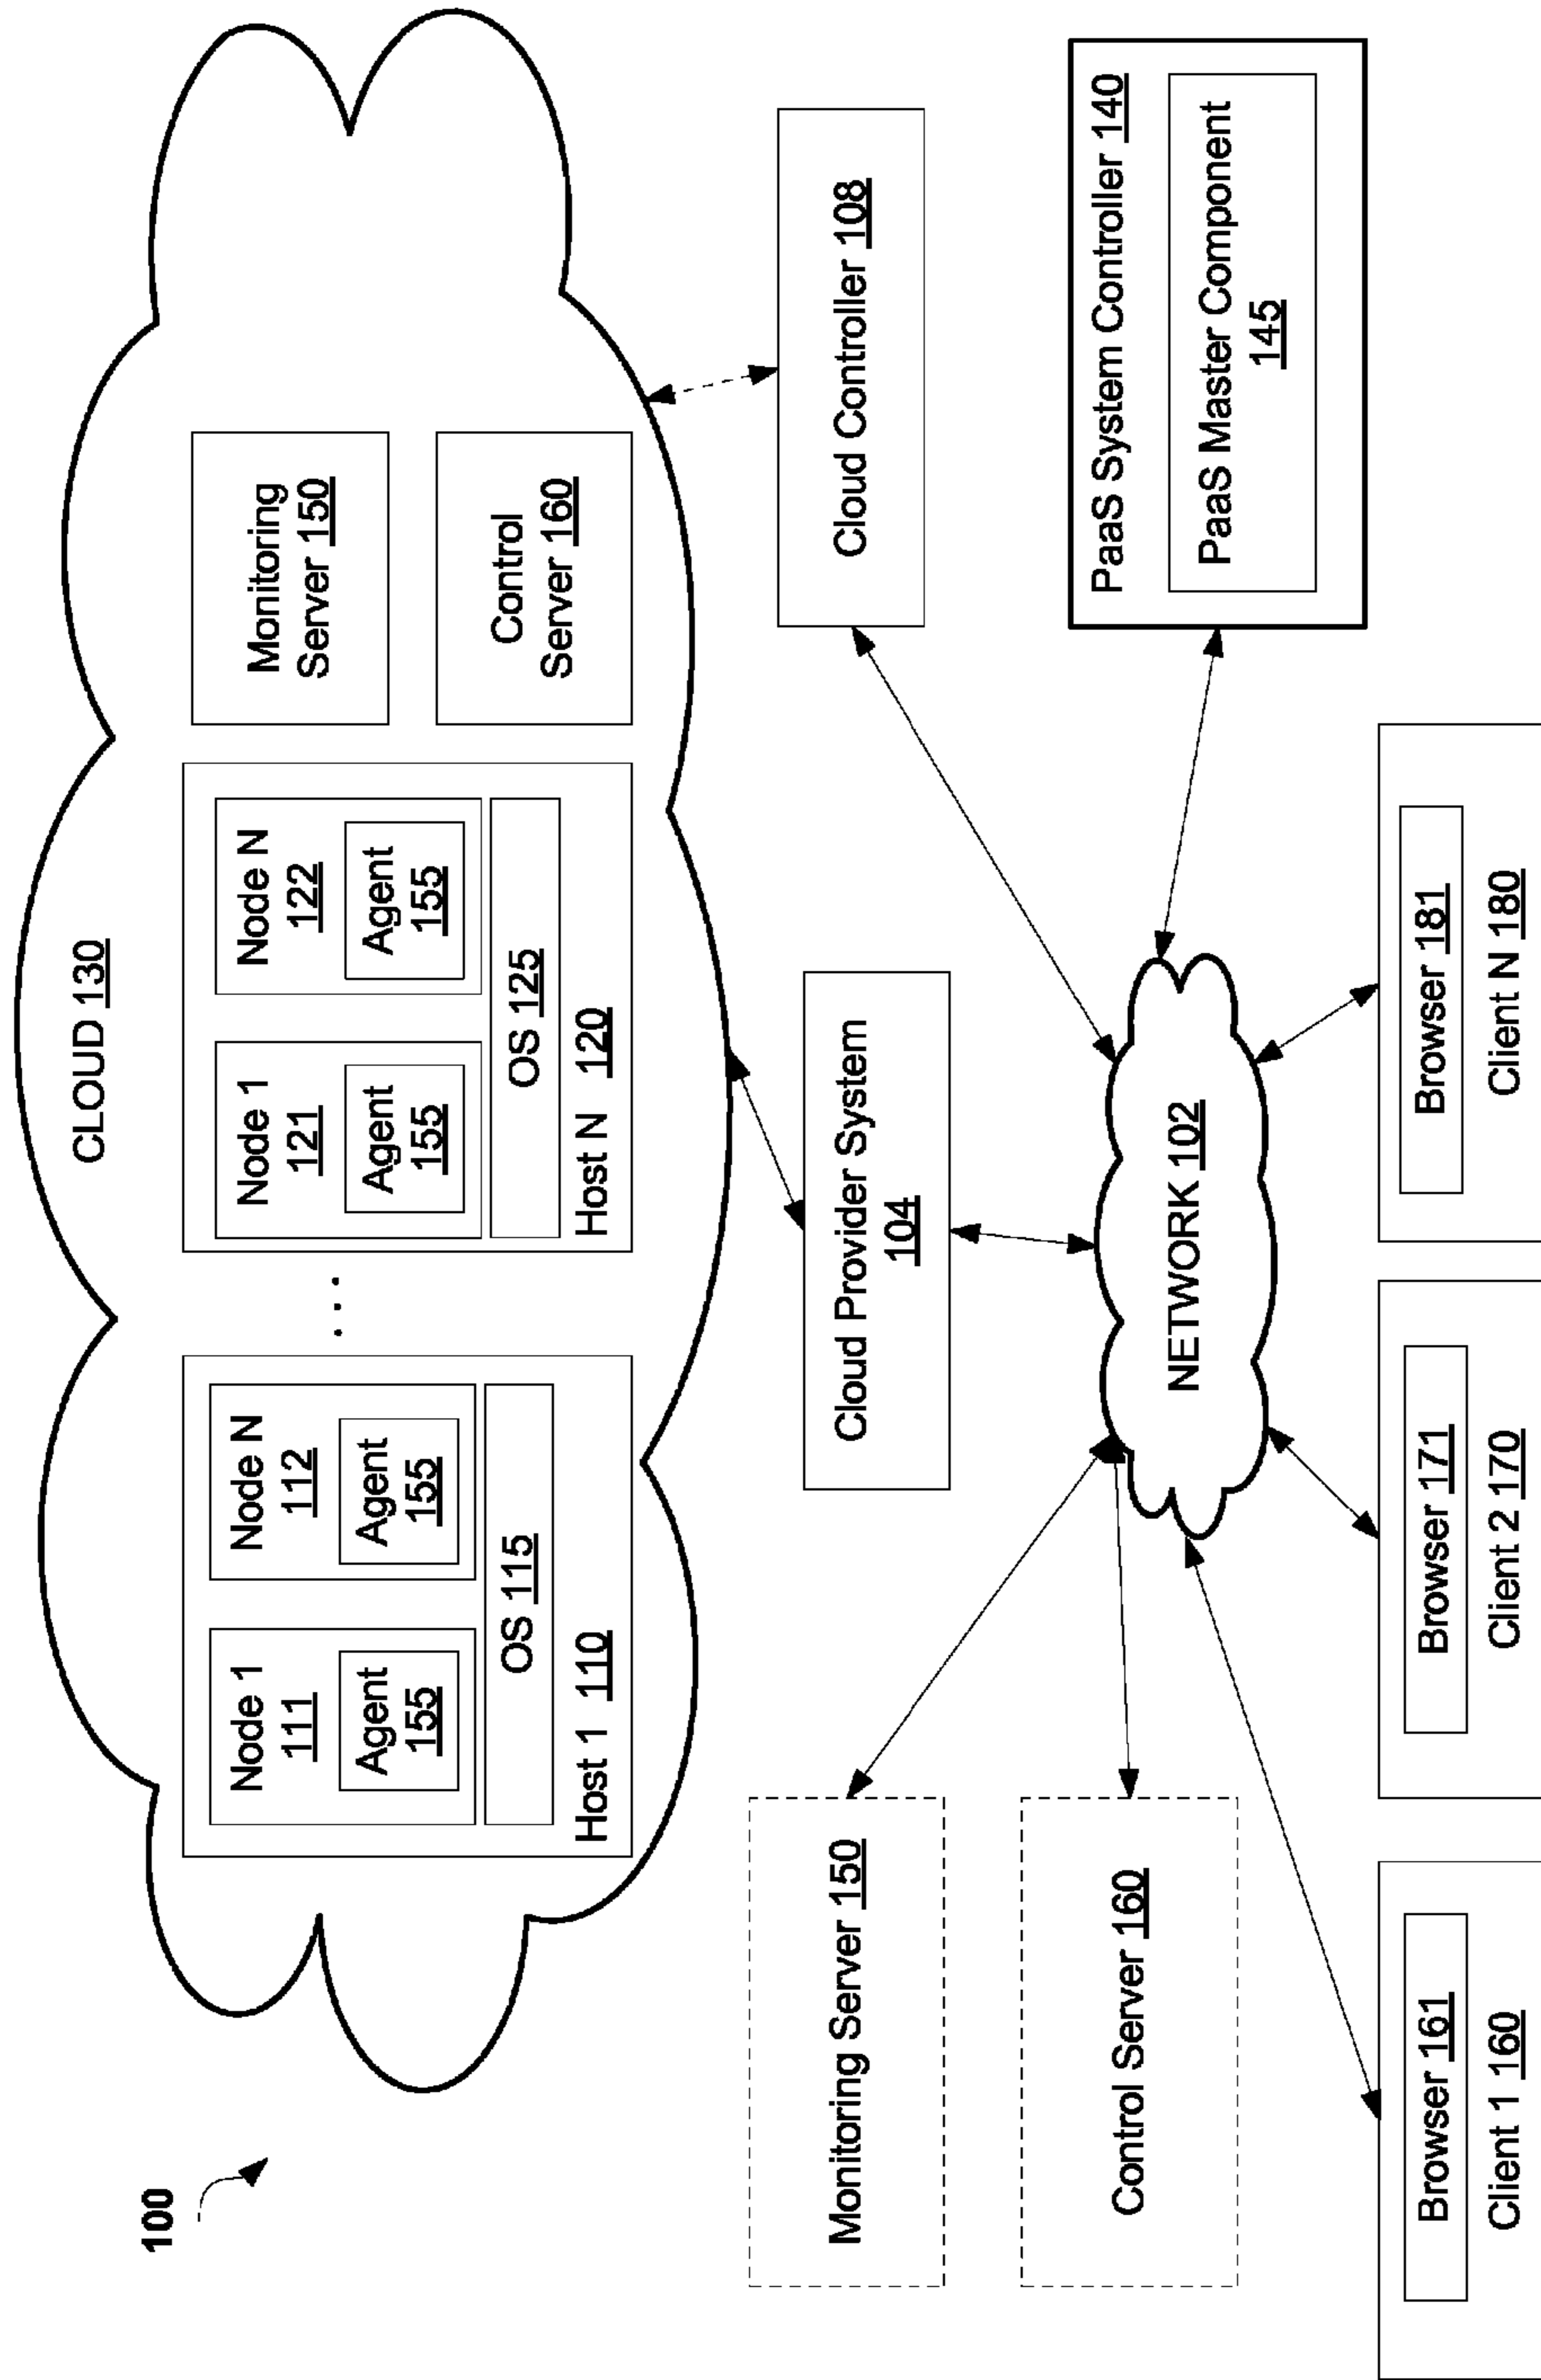 100
CLOUD 130
Node 1
111
Agent
155
Node N
112
Agent
155
OS 115
Host 1 110
. . .
Node 1
121
Agent
155
Node N
122
Agent
155
OS 125
Host N 120
Monitoring
Server 150
Control
Server 160
Monitoring Server 150
Control Server 160
Cloud Provider System
104
Cloud Controller 108
NETWORK 102
PaaS System Controller 140
PaaS Master Component
145
Browser 161
Client 1 160
Browser 171
Client 2 170
Browser 181
Client N 180